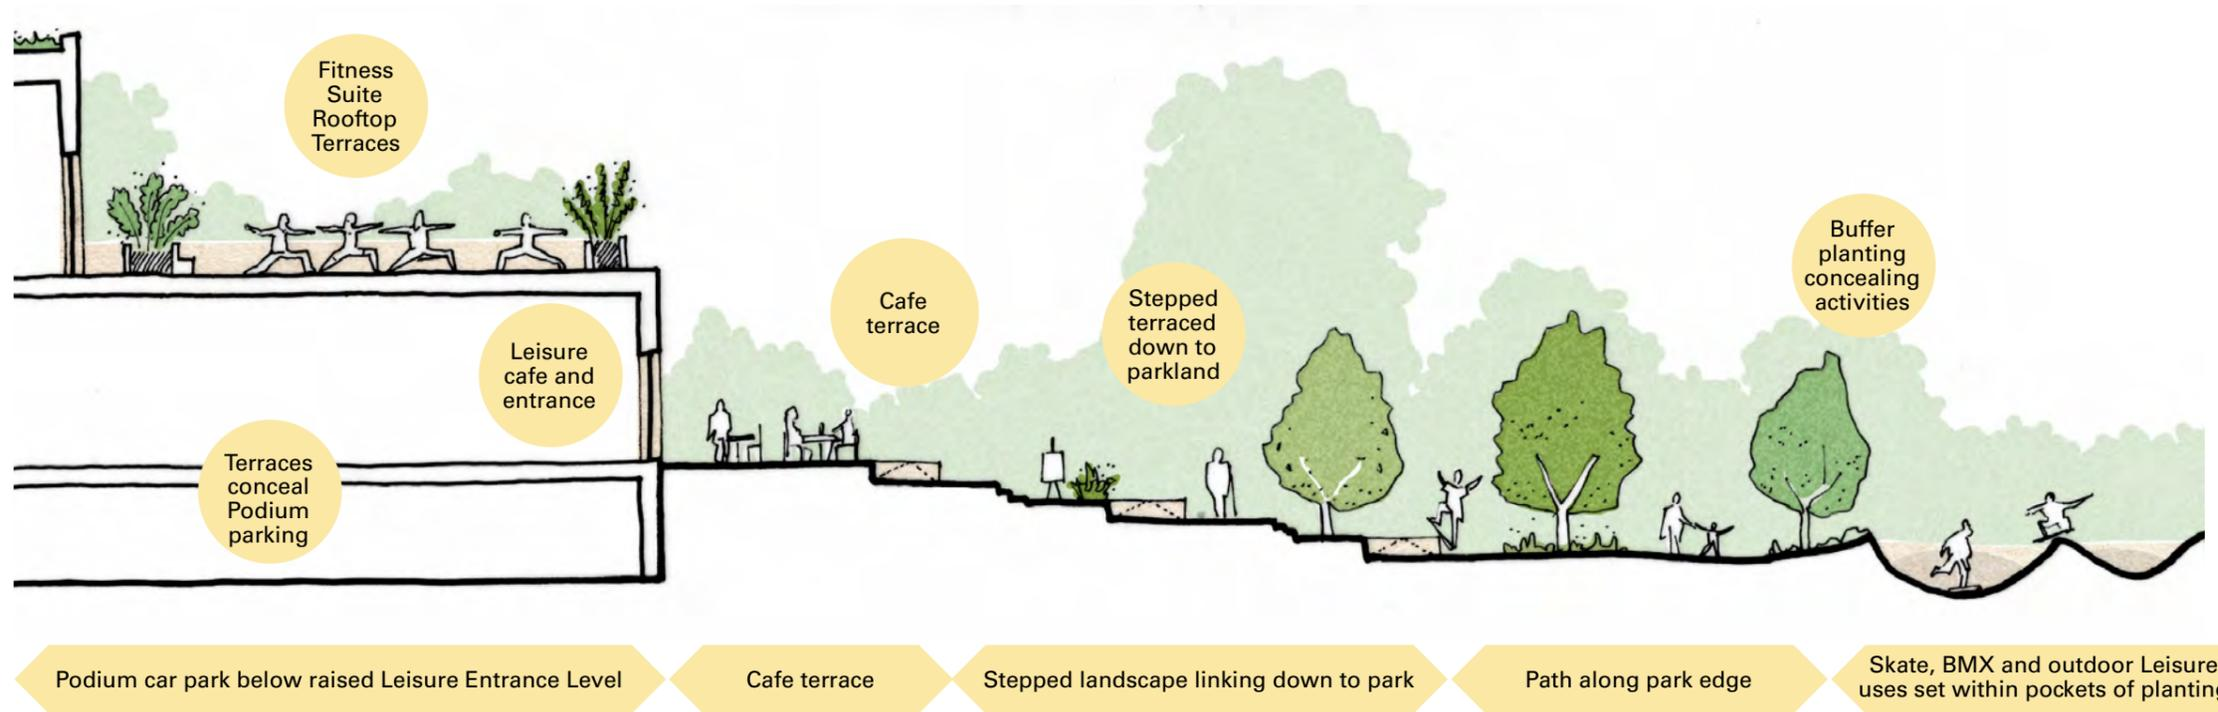 Fitness
Suite
Rooftop
Terraces
Buffer
planting
concealing
activities
Cafe
terrace
Stepped
terraced
down to
parkland
Leisure
cafe and
entrance
Terraces
conceal
Podium
parking
Podium car park below raised Leisure Entrance Level
Cafe terrace
Stepped landscape linking down to park
Path along park edge
Skate, BMX and outdoor Leisure
uses set within pockets of planting